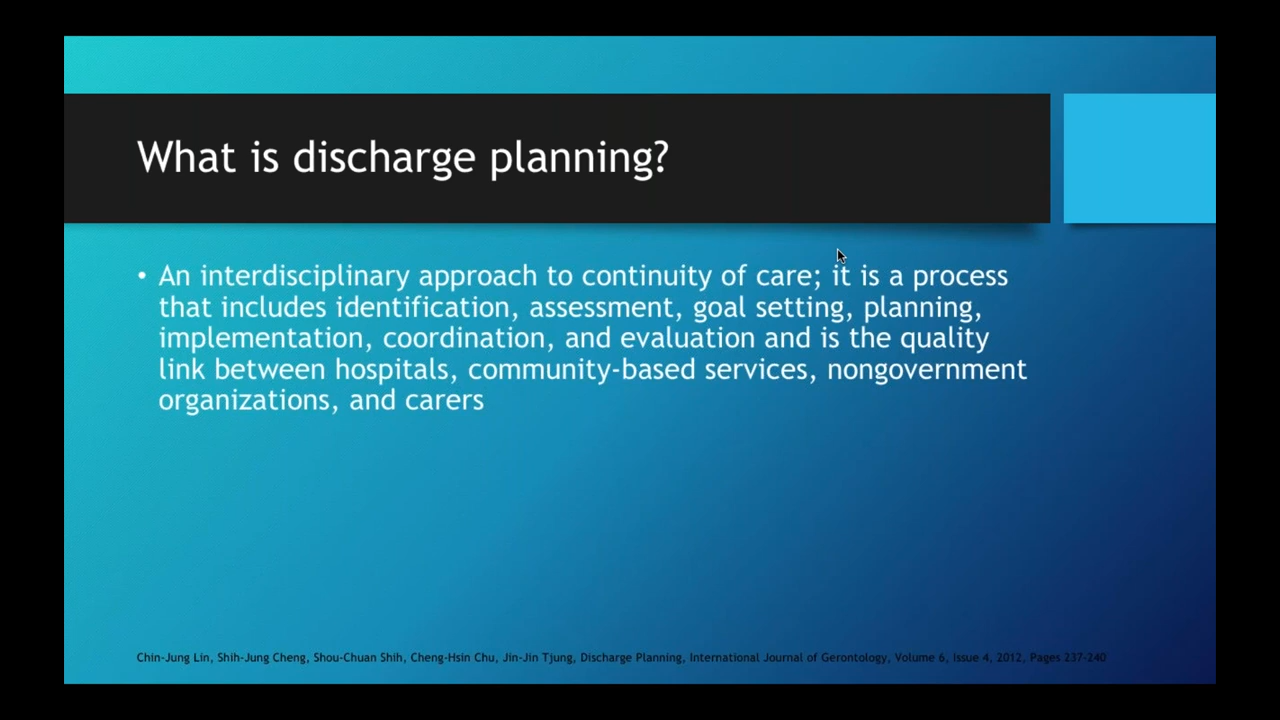 What is discharge planning?
• An interdisciplinary approach to continuity of care; it is a process
that includes identification, assessment, goal setting, planning,
implementation, coordination, and evaluation and is the quality
link between hospitals, community-based services, nongovernment
organizations, and carers
Chin-Jung Lin, Shih-Jung Cheng, Shou-Chuan Shih, Cheng-Hsin Chu, Jin-Jin Tjung, Discharge Planning, International Journal of Gerontology, Volume 6, Issue 4, 2012, Pages 237-240